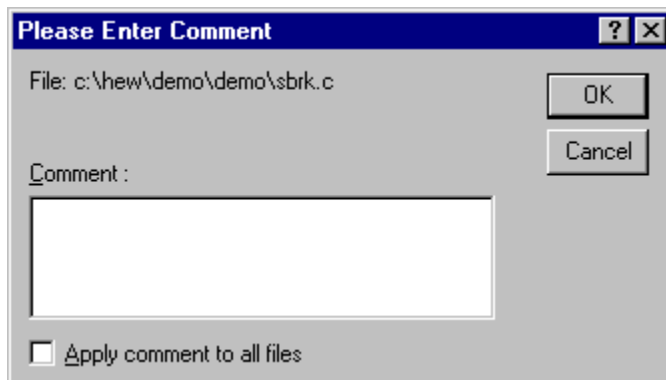 Please Enter Comment
File: c:\hew\demo\demo\sbrk.c
OK
Cancel
Comment :
Apply comment to all files